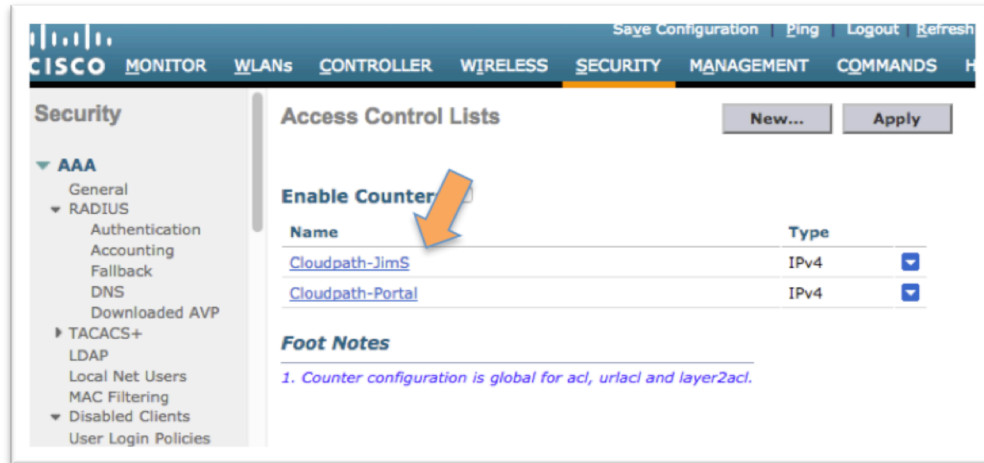 Save Configuration | Ping | Logout | Refresh
CISCO MONITOR WLANs CONTROLLER WIRELESS SECURITY MANAGEMENT COMMANDS H
Security
AAA
General
RADIUS
Authentication
Accounting
Fallback
DNS
Downloaded AVP
TACACS+
LDAP
Local Net Users
MAC Filtering
Disabled Clients
User Login Policies
Access Control Lists
New...
Apply
Enable Counter
Name Type
Cloudpath-JimS IPv4
Cloudpath-Portal IPv4
Foot Notes
1. Counter configuration is global for acl, urlacl and layer2acl.